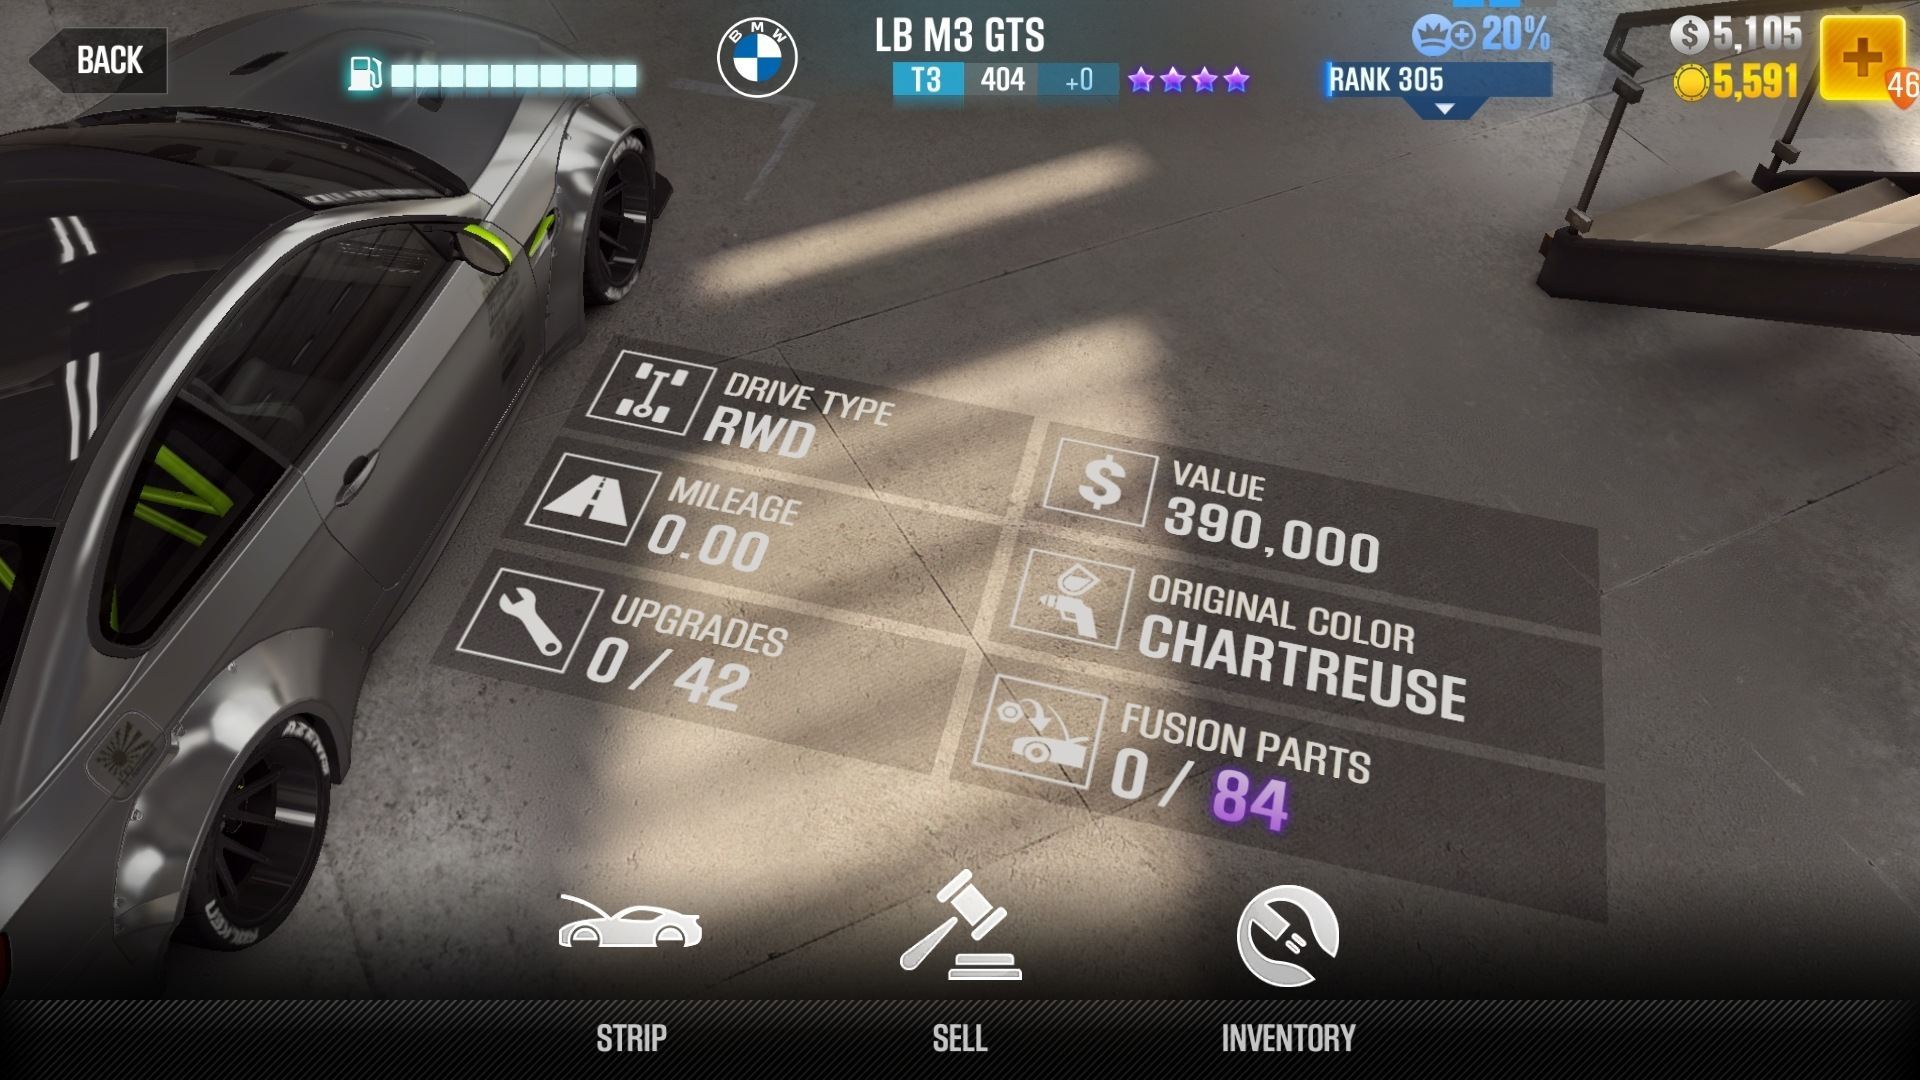 BACK
BMW
LB M3 GTS
T3 404 +0
20%
RANK 305
5,105
5,591
46
DRIVE TYPE
RWD
MILEAGE
0.00
UPGRADES
0 / 42
VALUE
390,000
ORIGINAL COLOR
CHARTREUSE
FUSION PARTS
0 / 84
STRIP
SELL
INVENTORY